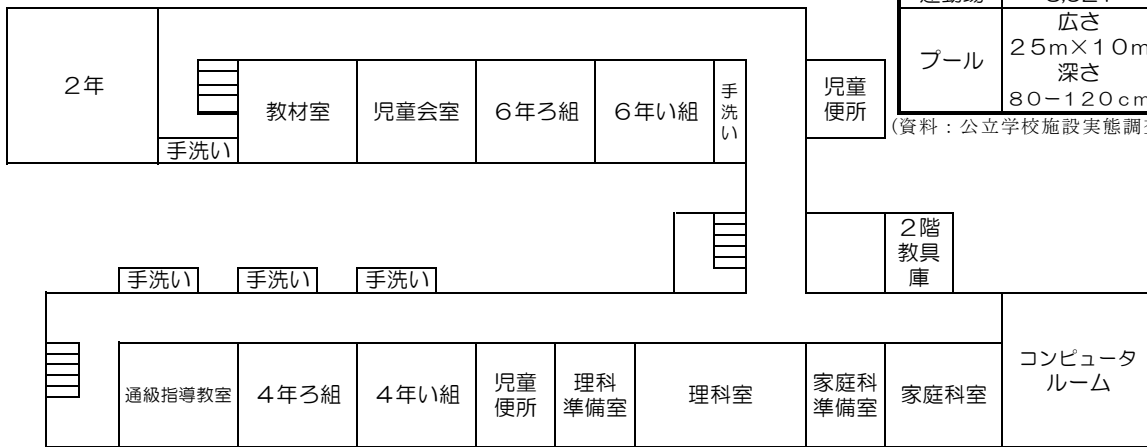 広さ
プール
25m×10m
深さ
80-120cm
(資料:公立学校施設実態調査
2年
手洗い
教材室
児童会室
6年ろ組
6年い組
手洗い
児童
便所
2階
教具
庫
手洗い
手洗い
手洗い
通級指導教室
4年ろ組
4年い組
児童
便所
理科
準備室
理科室
家庭科
準備室
家庭科室
コンピュータ
ルーム